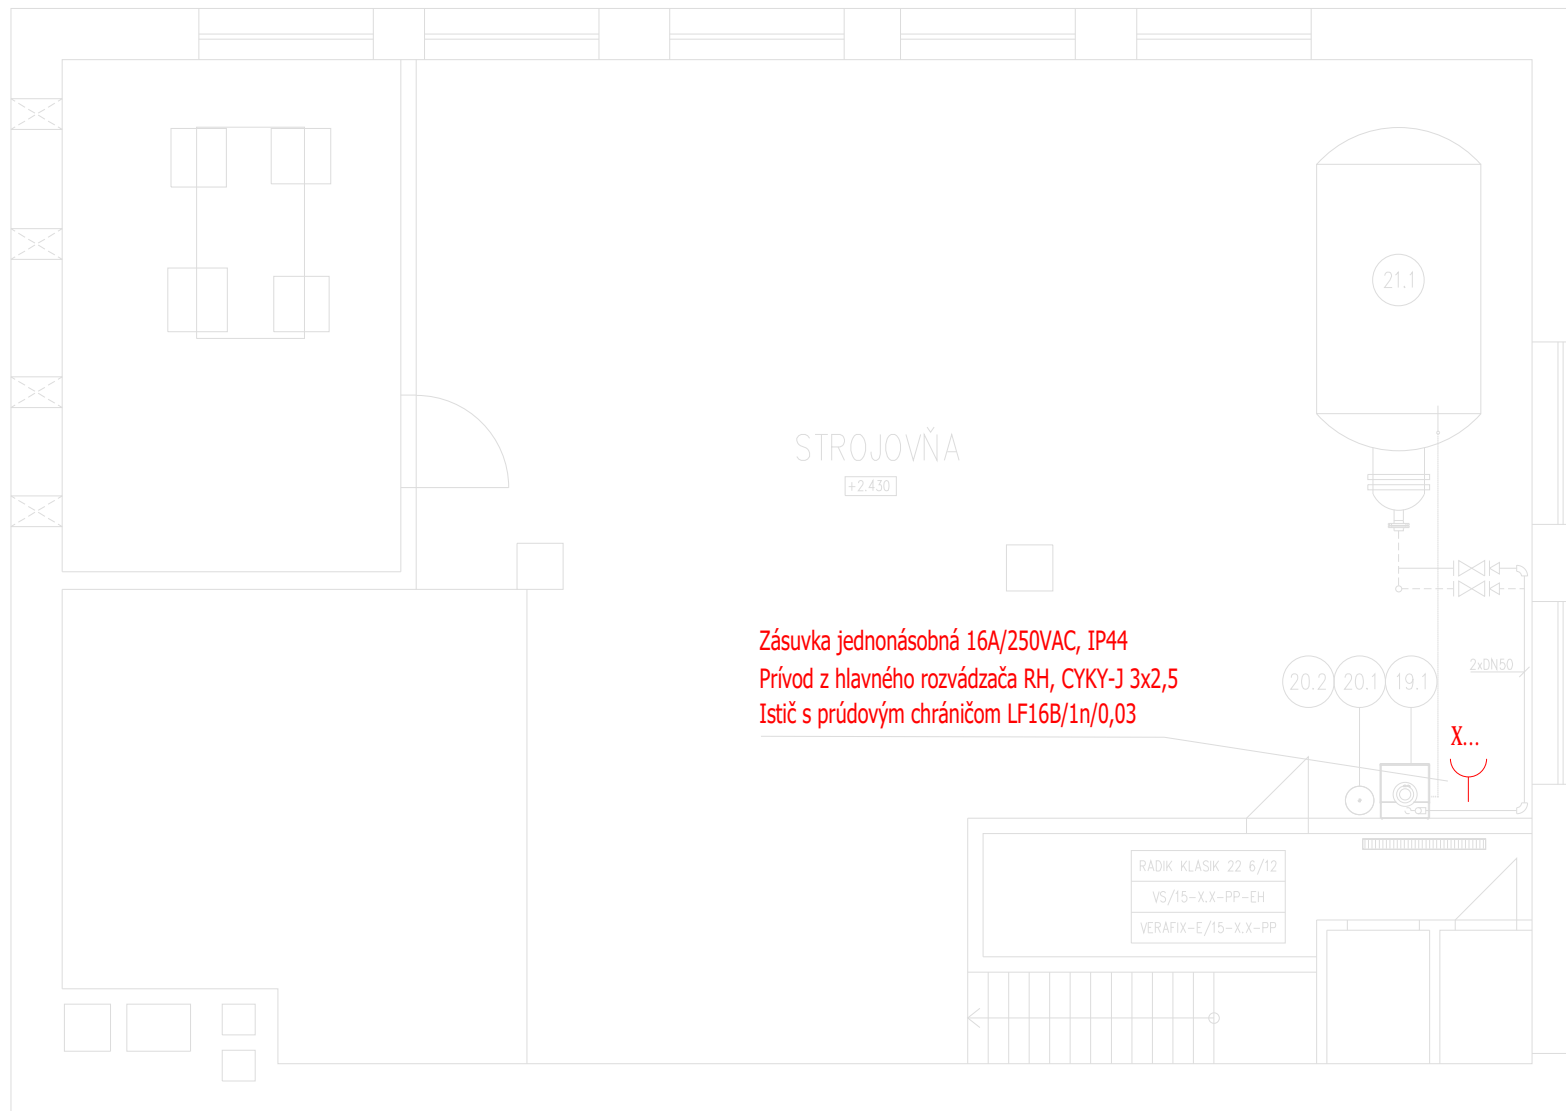 21.1
STROJOVŇA
+2.430
Zásuvka jednonásobná 16A/250VAC, IP44
Prívod z hlavného rozvádzača RH, CYKY-J 3x2,5
Istič s prúdovým chráničom LF16B/1n/0,03
20.2
20.1
19.1
2xDN50
X...
RADIK KLASIK 22 6/12
VS/15-X.X-PP-EH
VERAFIX-E/15-X.X-PP